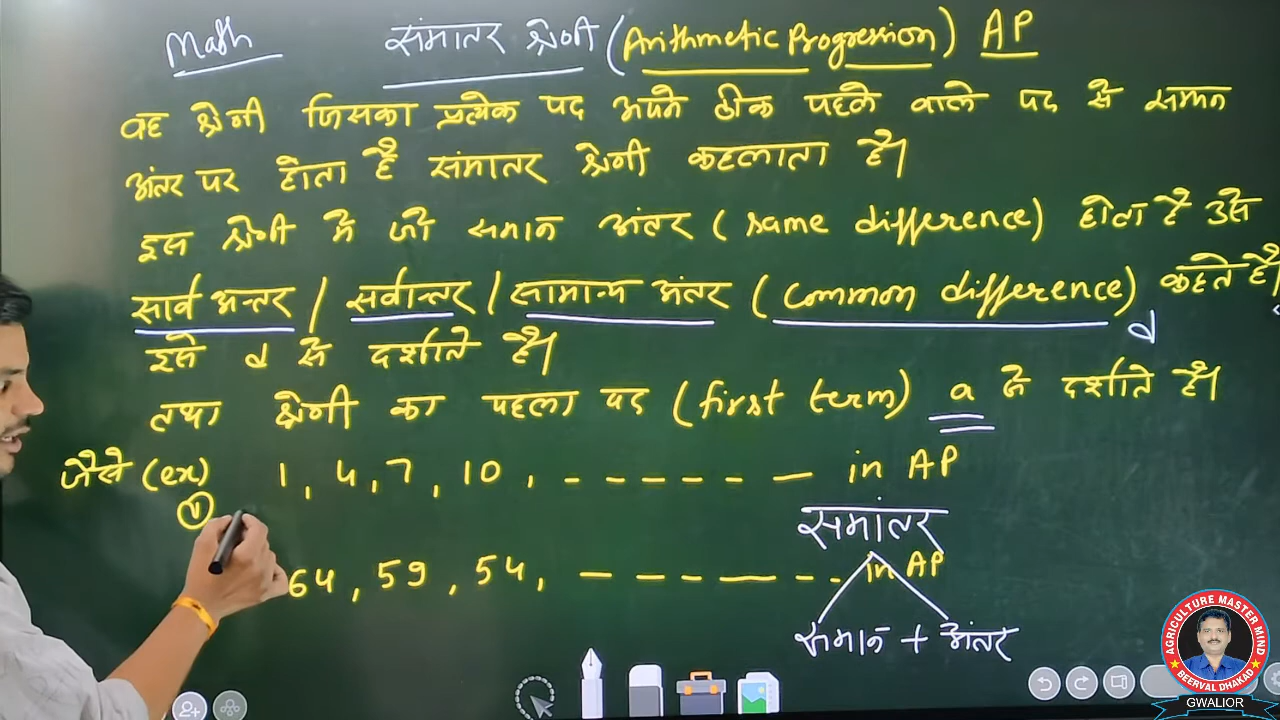 Math
समांतर श्रेणी (Arithmetic Progression) AP
वह श्रेणी जिसका प्रत्येक पद अपने ठीक पहले वाले पद से समान
अंतर पर होता है समांतर श्रेणी कहलाता है।
इस श्रेणी में जो समान अंतर (same difference) होता है उसे
सार्व अन्तर / सर्वान्तर / सामान्य अंतर (common difference) कहते है।
d
इसे d से दर्शाते है।
तथा श्रेणी का पहला पद (first term) a से दर्शाते है।
जैसे (ex) 1, 4, 7, 10, ------- in AP
①
64, 59, 54, ------- in AP
समांतर
समान + अंतर
AGRICULTURE MASTER MIND
BEERVAL DHAKAD
GWALIOR